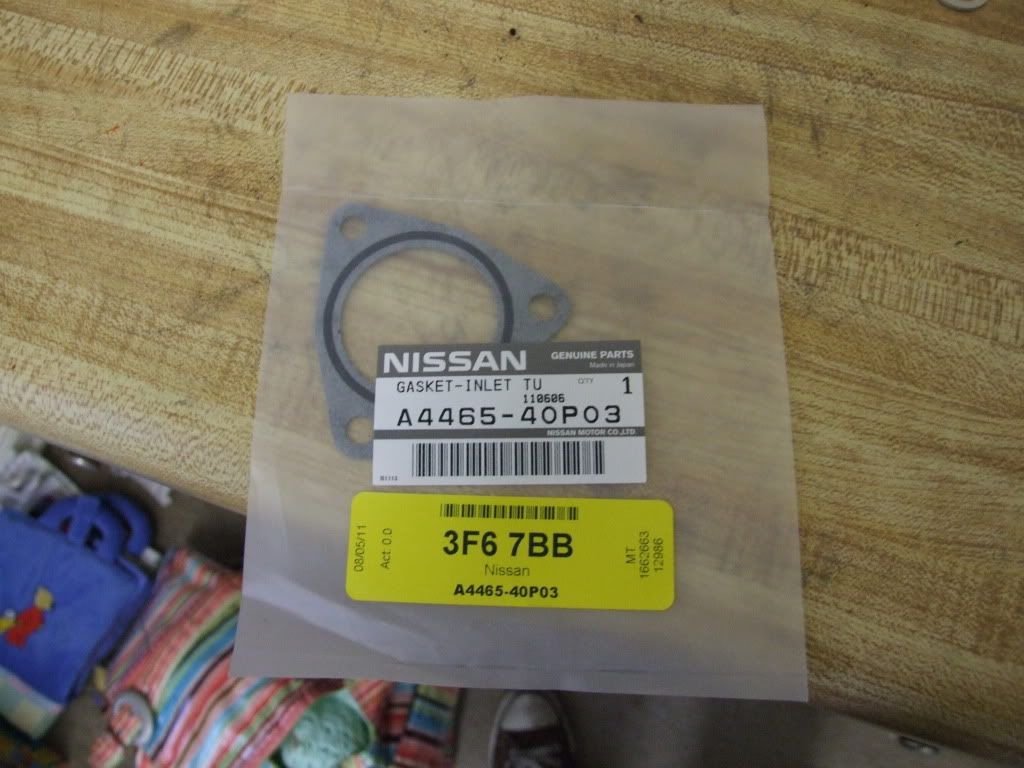 NISSAN GENUINE PARTS
Made in Japan
GASKET-INLET TU QTY 1
110606
A4465-40P03
NISSAN MOTOR CO.,LTD.
08/05/11
Act. 0.0
3F6 7BB
Nissan
A4465-40P03
MT
1662663
12986